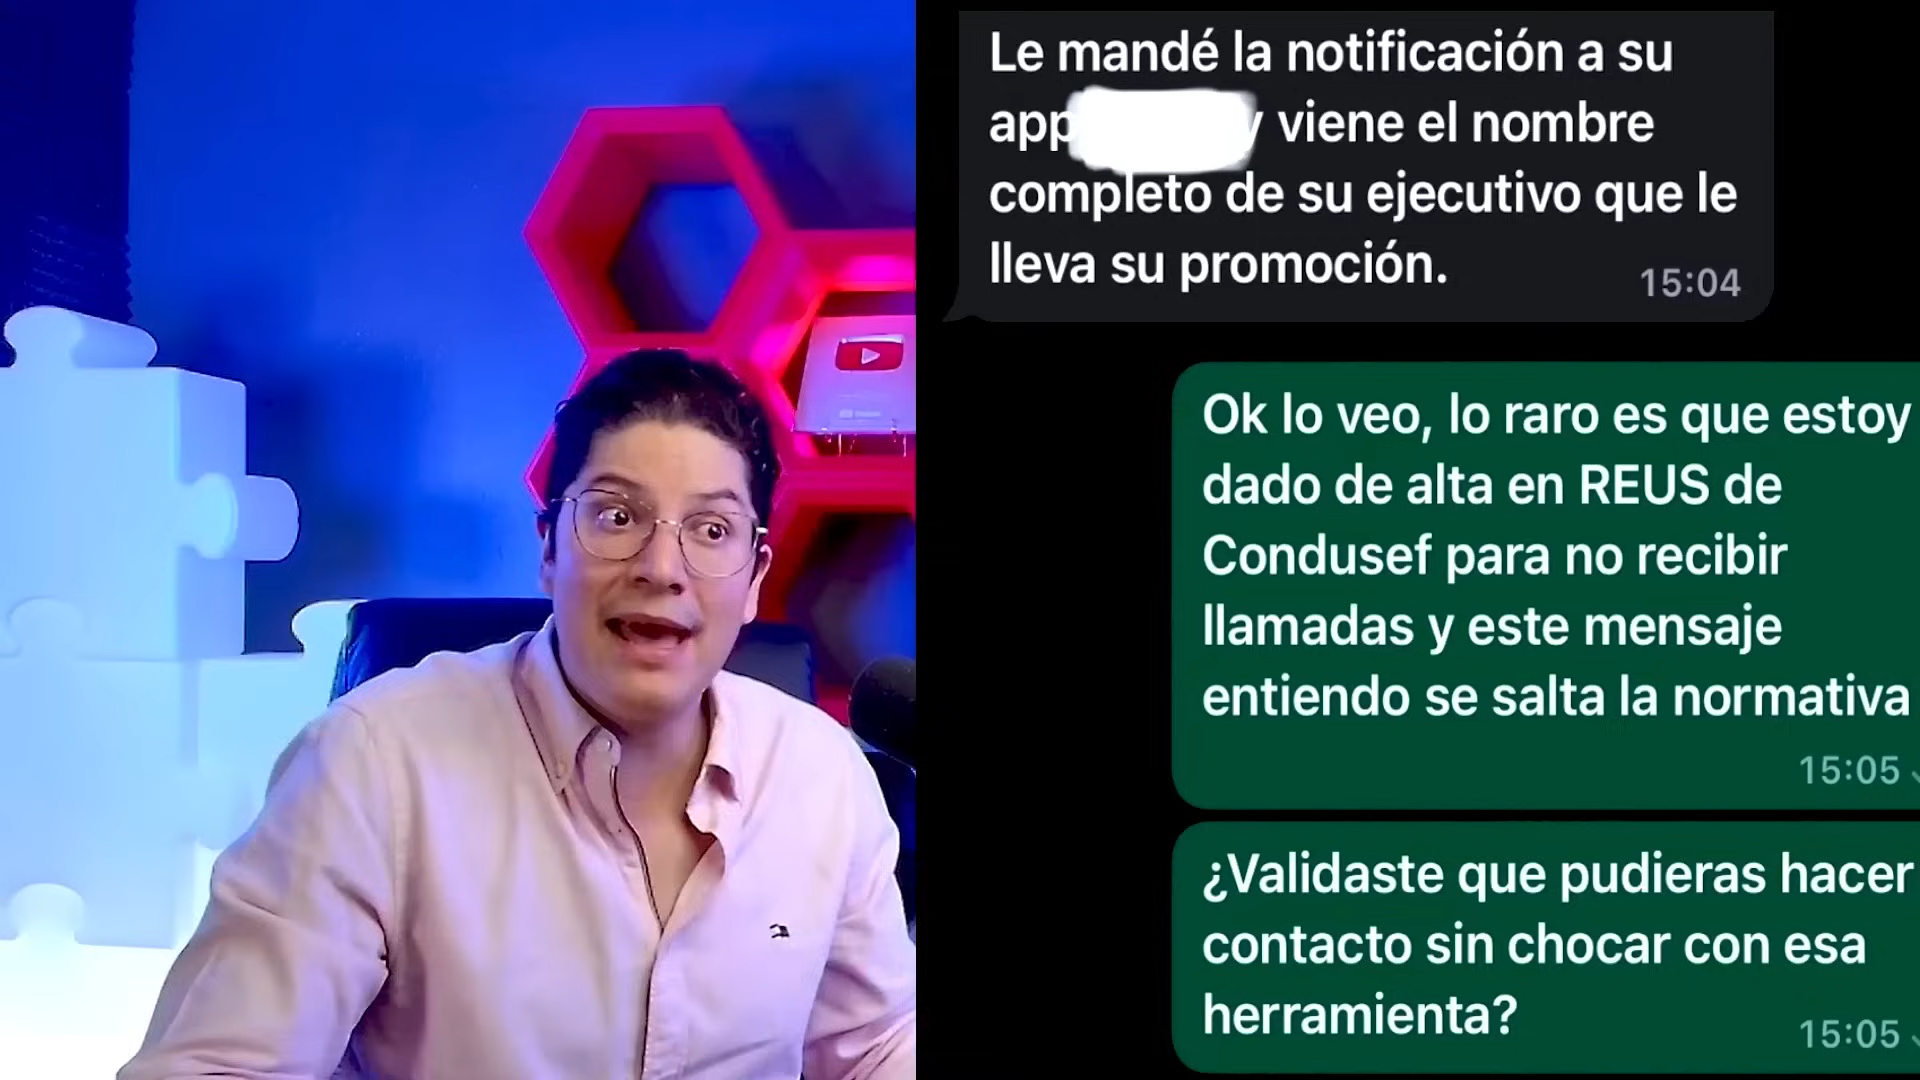 Le mandé la notificación a su
app y viene el nombre
completo de su ejecutivo que le
lleva su promoción.
15:04
Ok lo veo, lo raro es que estoy
dado de alta en REUS de
Condusef para no recibir
llamadas y este mensaje
entiendo se salta la normativa
15:05
¿Validaste que pudieras hacer
contacto sin chocar con esa
herramienta?
15:05